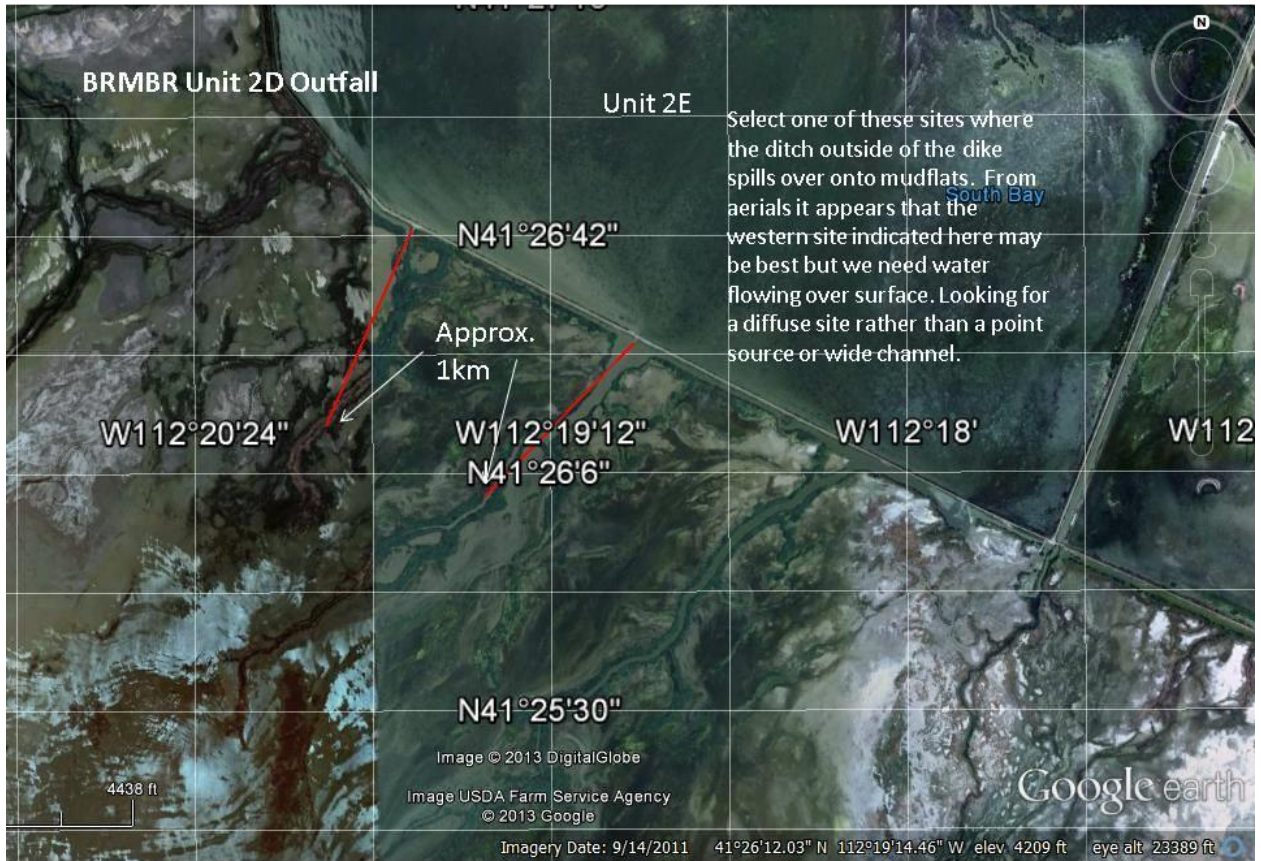 BRMBR Unit 2D Outfall
Unit 2E
Select one of these sites where
the ditch outside of the dike
spills over onto mudflats. From
aerials it appears that the
western site indicated here may
be best but we need water
flowing over surface. Looking for
a diffuse site rather than a point
source or wide channel.
South Bay
N
N41°26'42"
Approx.
1km
W112°20'24"
W112°19'12"
W112°18'
W112
N41°26'6"
N41°25'30"
Image © 2013 DigitalGlobe
Image USDA Farm Service Agency
© 2013 Google
4438 ft
Google earth
Imagery Date: 9/14/2011 41°26'12.03" N 112°19'14.46" W elev 4209 ft eye alt 23389 ft